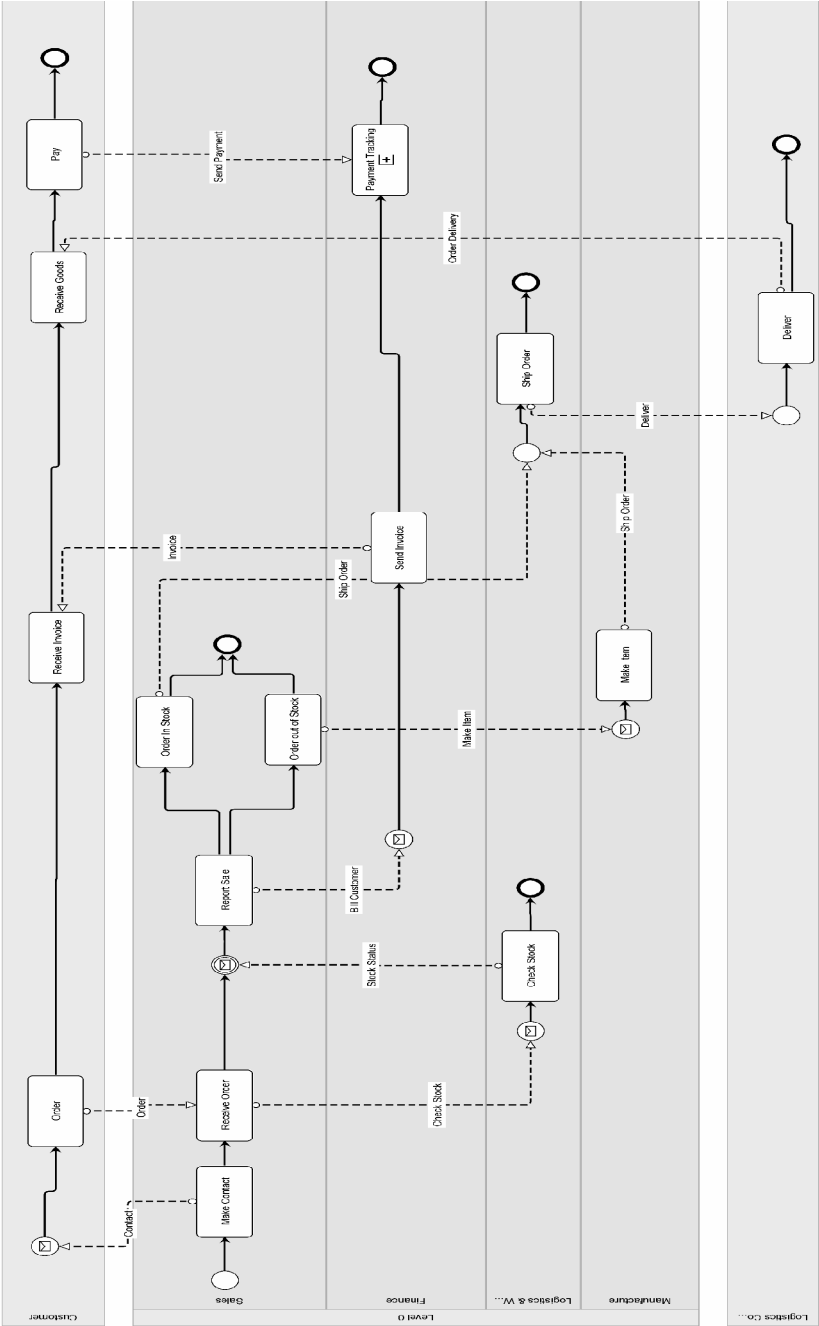 Customer
Contact
Order
Order
Receive Invoice
Receive Goods
Pay
Level 0
Sales
Make Contact
Receive Order
Report Sale
Order In Stock
Order out of Stock
Invoice
Send Payment
Finance
Bill Customer
Stock Status
Ship Order
Send Invoice
Payment Tracking
Order Delivery
Logistics & W...
Check Stock
Check Stock
Make Item
Ship Order
Manufacture
Make Item
Ship Order
Deliver
Logistics Co...
Deliver